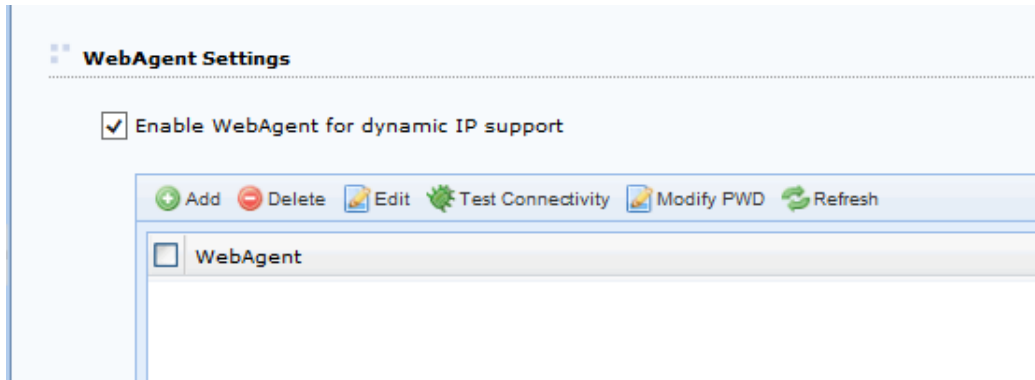 WebAgent Settings
Enable WebAgent for dynamic IP support
Add Delete Edit Test Connectivity Modify PWD Refresh
WebAgent